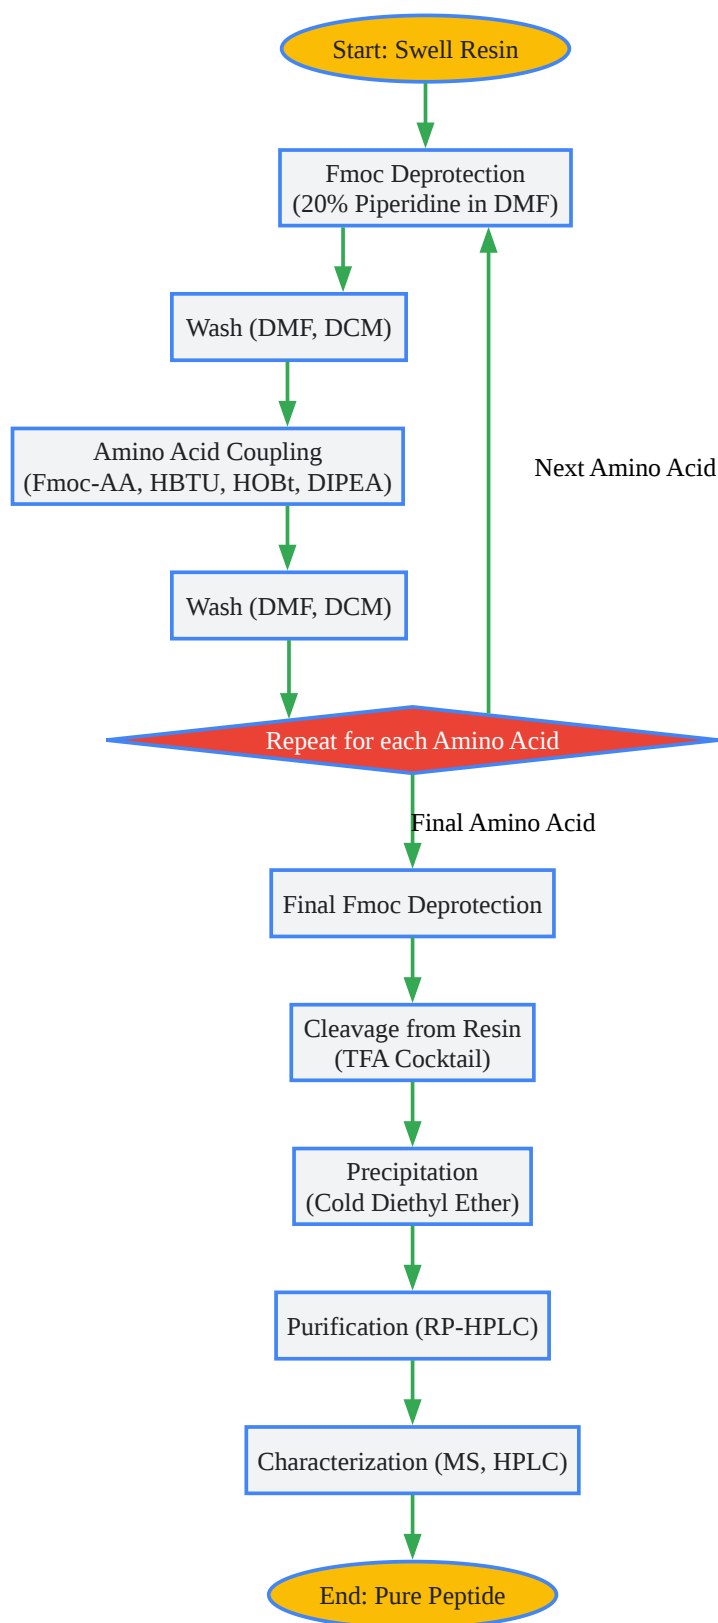 Start: Swell Resin
Fmoc Deprotection
(20% Piperidine in DMF)
Wash (DMF, DCM)
Amino Acid Coupling
(Fmoc-AA, HBTU, HOBt, DIPEA)
Next Amino Acid
Wash (DMF, DCM)
Repeat for each Amino Acid
Final Amino Acid
Final Fmoc Deprotection
Cleavage from Resin
(TFA Cocktail)
Precipitation
(Cold Diethyl Ether)
Purification (RP-HPLC)
Characterization (MS, HPLC)
End: Pure Peptide